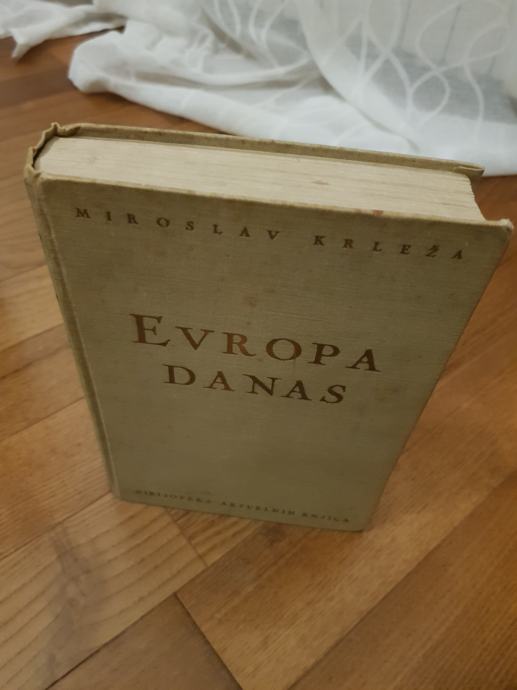 MIROSLAV KRLEŽA
EVROPA
DANAS
BIBLIOTEKA AKTUELNIH KNJIGA